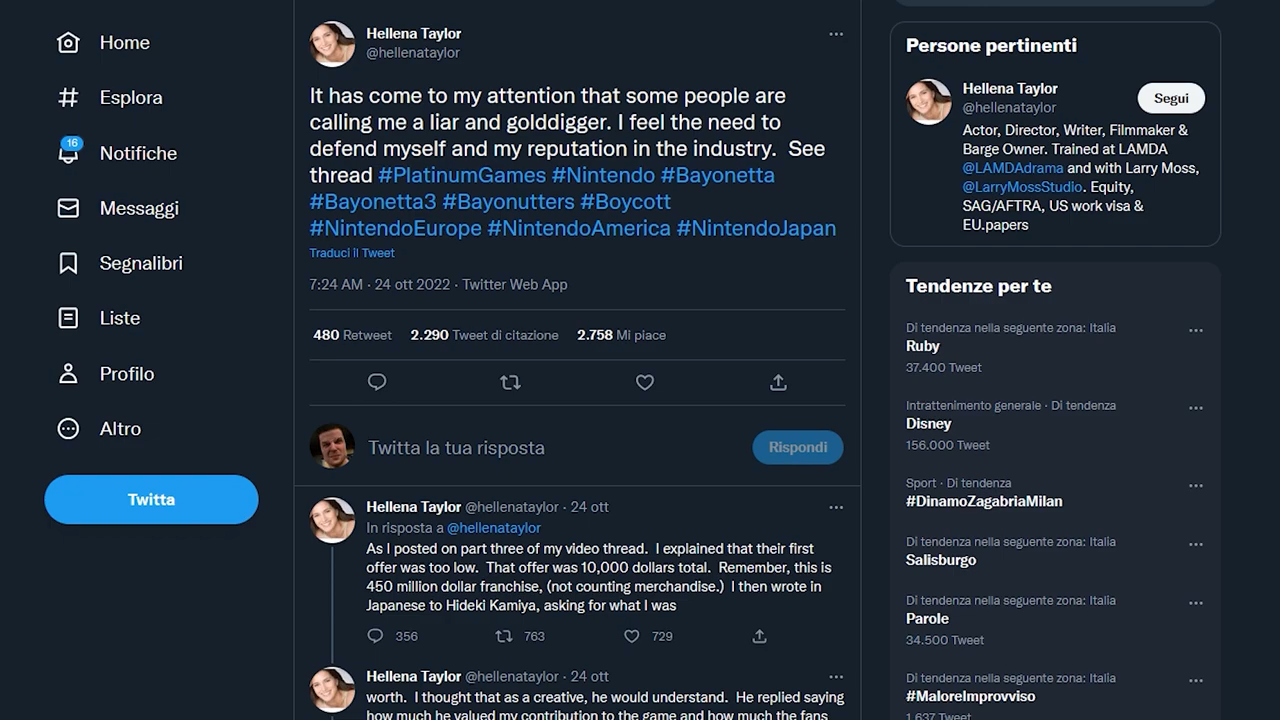 Home
Esplora
16
Notifiche
Messaggi
Segnalibri
Liste
Profilo
Altro
Twitta
Hellena Taylor
@hellenataylor
It has come to my attention that some people are
calling me a liar and golddigger. I feel the need to
defend myself and my reputation in the industry.  See
thread #PlatinumGames #Nintendo #Bayonetta
#Bayonetta3 #Bayonutters #Boycott
#NintendoEurope #NintendoAmerica #NintendoJapan
Traduci il Tweet
7:24 AM · 24 ott 2022 · Twitter Web App
480 Retweet 2.290 Tweet di citazione 2.758 Mi piace
Twitta la tua risposta
Rispondi
Hellena Taylor @hellenataylor · 24 ott
In risposta a @hellenataylor
As I posted on part three of my video thread.  I explained that their first
offer was too low.  That offer was 10,000 dollars total.  Remember, this is
450 million dollar franchise, (not counting merchandise.)  I then wrote in
Japanese to Hideki Kamiya, asking for what I was
356 763 729
Hellena Taylor @hellenataylor · 24 ott
worth.  I thought that as a creative, he would understand.  He replied saying
how much he valued my contribution to the game and how much the fans
Persone pertinenti
Hellena Taylor
@hellenataylor
Segui
Actor, Director, Writer, Filmmaker &
Barge Owner. Trained at LAMDA
@LAMDAdrama and with Larry Moss,
@LarryMossStudio. Equity,
SAG/AFTRA, US work visa &
EU.papers
Tendenze per te
Di tendenza nella seguente zona: Italia
Ruby
37.400 Tweet
Intrattenimento generale · Di tendenza
Disney
156.000 Tweet
Sport · Di tendenza
#DinamoZagabriaMilan
Di tendenza nella seguente zona: Italia
Salisburgo
Di tendenza nella seguente zona: Italia
Parole
34.500 Tweet
Di tendenza nella seguente zona: Italia
#MaloreImprovviso
1.637 Tweet